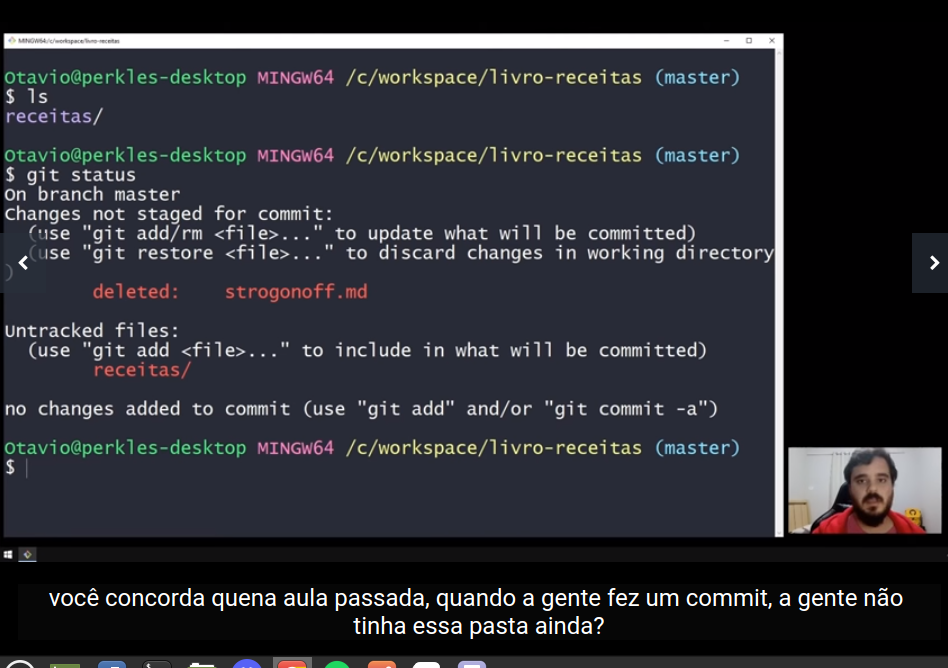 MINGW64:/c/workspace/livro-receitas
Otavio@perkles-desktop MINGW64 /c/workspace/livro-receitas (master)
$ ls
receitas/
Otavio@perkles-desktop MINGW64 /c/workspace/livro-receitas (master)
$ git status
On branch master
Changes not staged for commit:
(use "git add/rm <file>..." to update what will be committed)
(use "git restore <file>..." to discard changes in working directory
)
deleted: strogonoff.md
Untracked files:
(use "git add <file>..." to include in what will be committed)
receitas/
no changes added to commit (use "git add" and/or "git commit -a")
Otavio@perkles-desktop MINGW64 /c/workspace/livro-receitas (master)
$
você concorda quena aula passada, quando a gente fez um commit, a gente não
tinha essa pasta ainda?